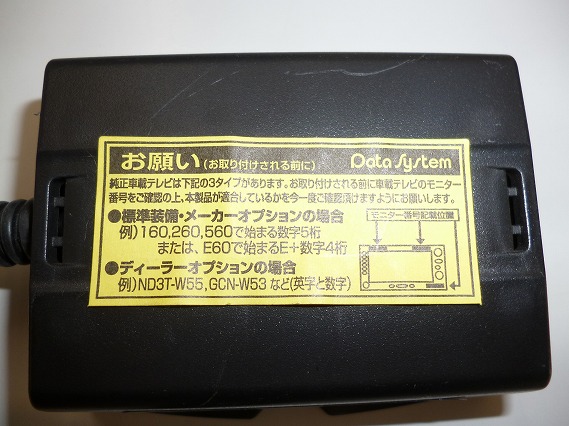 お願い(お取り付けされる前に) Data System
純正車載テレビは下記の3タイプがあります。お取り付けされる前に車載テレビのモニター
番号をご確認の上、本製品が適合しているかを今一度ご確認頂けますようにお願いします。
●標準装備・メーカーオプションの場合
例)160,260,560で始まる数字5桁
または、E60で始まるE+数字4桁
●ディーラーオプションの場合
例)ND3T-W55,GCN-W53 など(英字と数字)
モニター番号記載位置